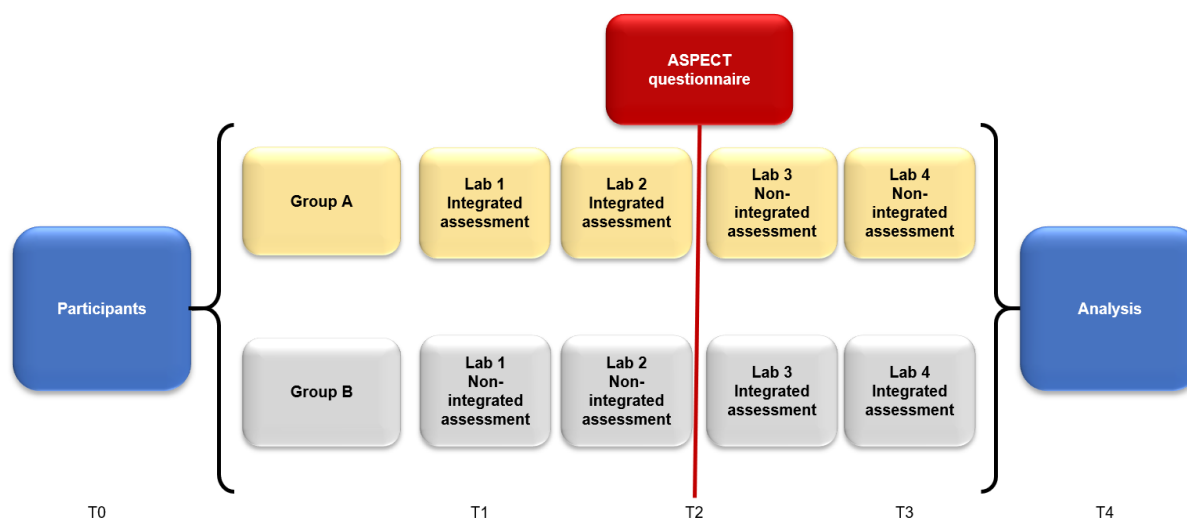 ASPECT
questionnaire
Participants
Group A
Lab 1
Integrated
assessment
Lab 2
Integrated
assessment
Lab 3
Non-
integrated
assessment
Lab 4
Non-
integrated
assessment
Group B
Lab 1
Non-
integrated
assessment
Lab 2
Non-
integrated
assessment
Lab 3
Integrated
assessment
Lab 4
Integrated
assessment
Analysis
T0
T1
T2
T3
T4